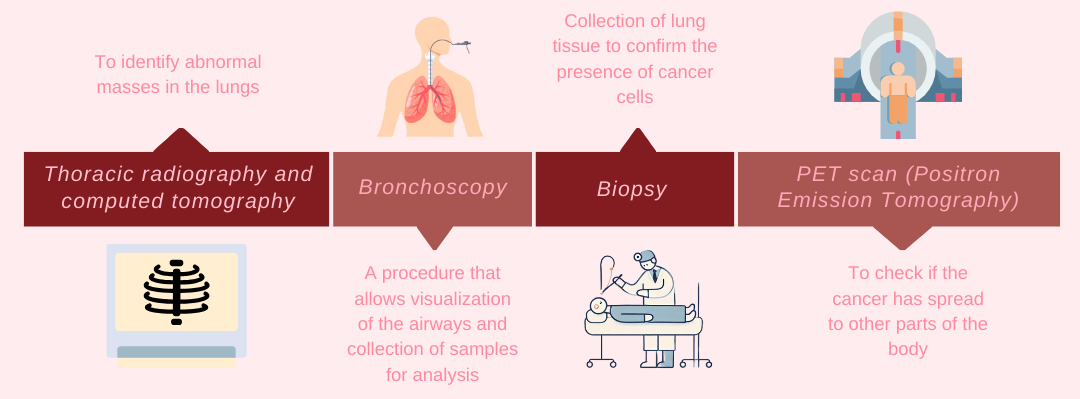 To identify abnormal
masses in the lungs
Thoracic radiography and
computed tomography
Bronchoscopy
A procedure that
allows visualization
of the airways and
collection of samples
for analysis
Collection of lung
tissue to confirm the
presence of cancer
cells
Biopsy
PET scan (Positron
Emission Tomography)
To check if the
cancer has spread
to other parts of the
body